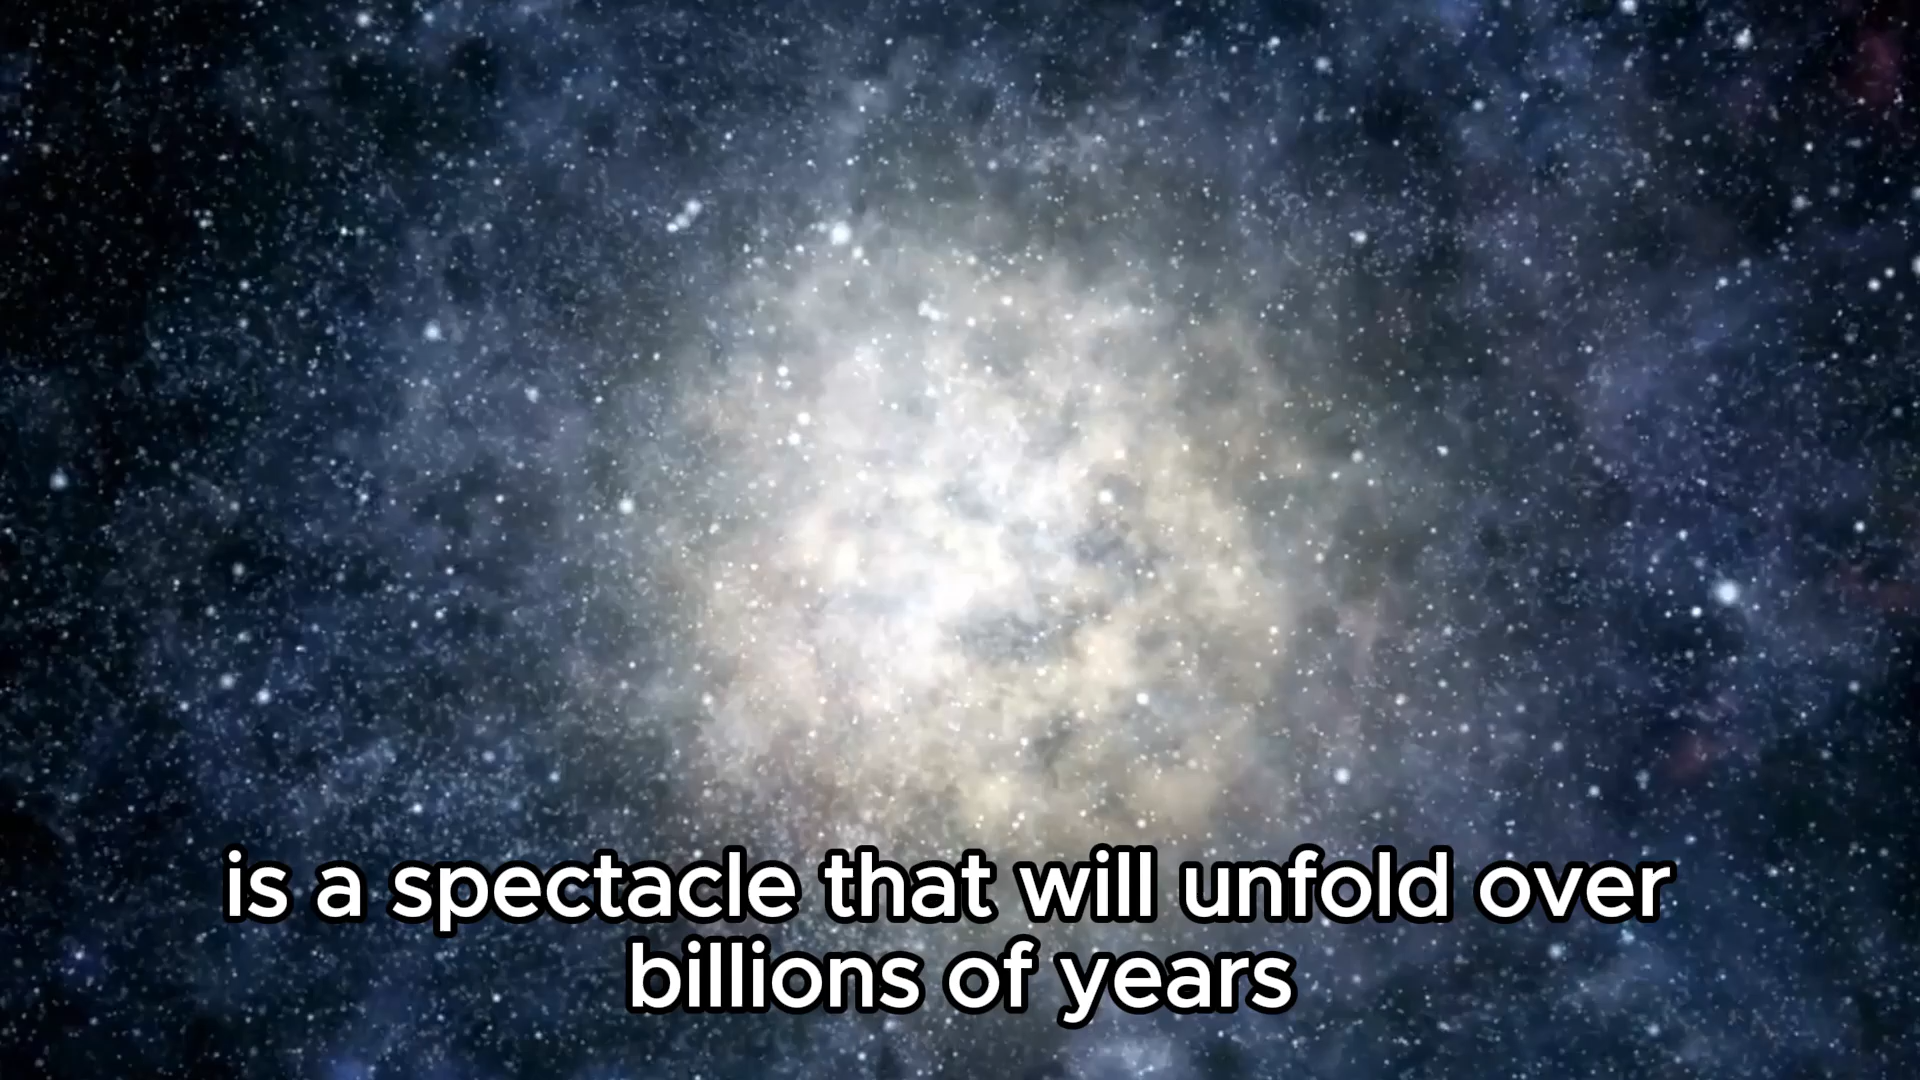 is a spectacle that will unfold over
billions of years